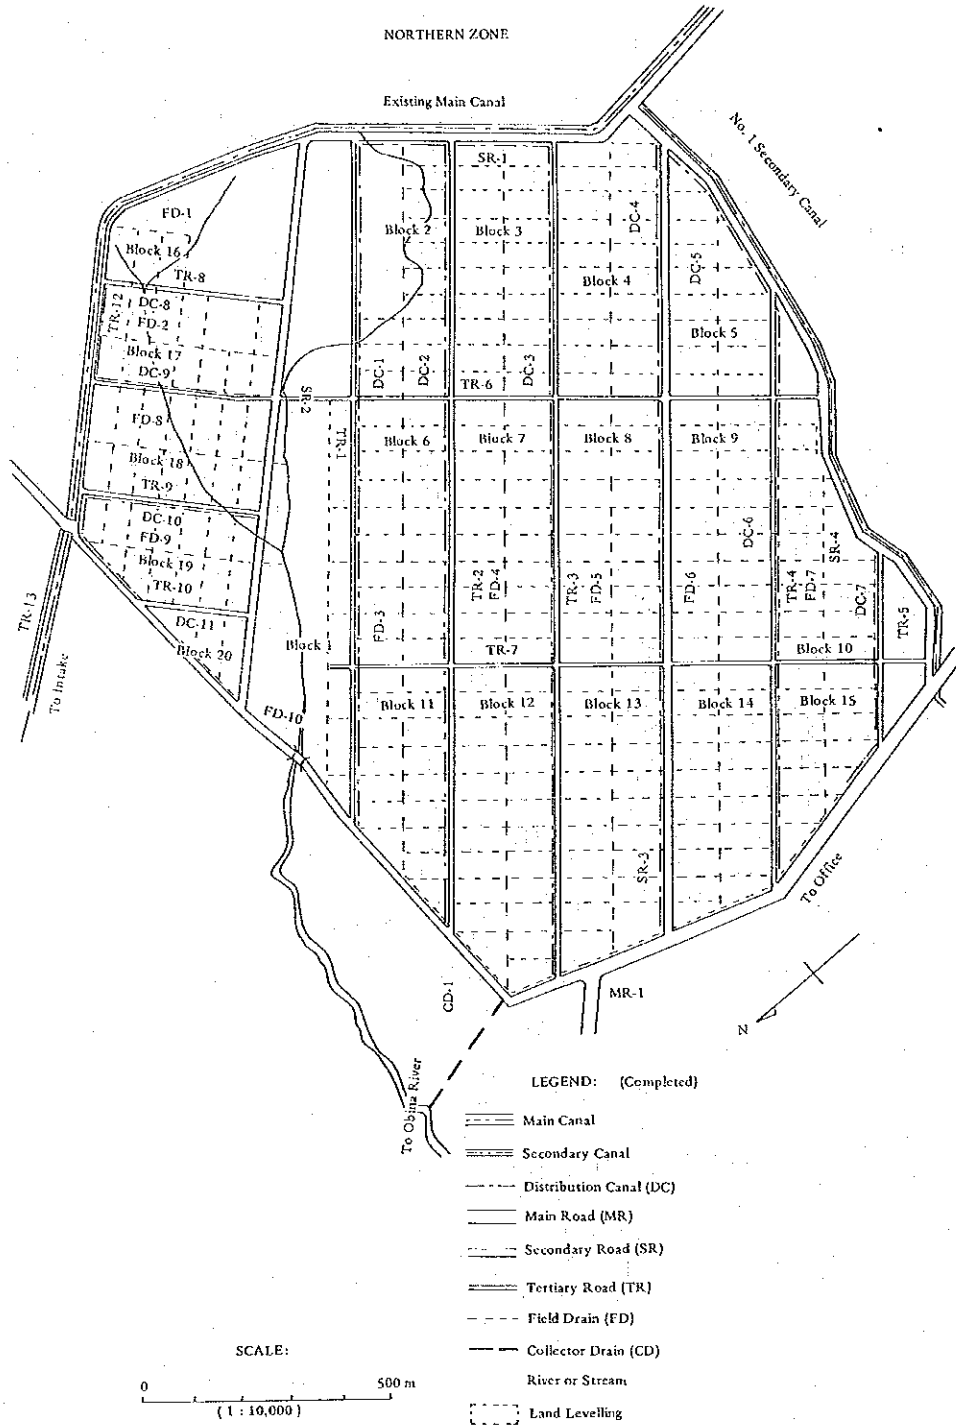 NORTHERN ZONE
Existing Main Canal
No. 1 Secondary Canal
SR-1
FD-1
DC-4
Block 2
Block 3
Block 16
DC-5
TR-8
Block 4
TR-12
DC-8
FD-2
Block 5
Block 17
DC-9
DC-1
DC-2
DC-3
TR-6
SR-2
FD-8
TR-1
Block 6
Block 7
Block 8
Block 9
Block 18
TR-9
DC-10
FD-9
DC-6
SR-4
Block 19
TR-10
TR-2
FD-4
TR-3
FD-5
FD-6
TR-4
FD-7
DC-7
TR-13
DC-11
FD-3
TR-5
Block 20
Block 1
TR-7
Block 10
To Intake
FD-10
Block 11
Block 12
Block 13
Block 14
Block 15
SR-3
To Office
CD-1
MR-1
N
To Obina River
LEGEND: (Completed)
Main Canal
Secondary Canal
Distribution Canal (DC)
Main Road (MR)
Secondary Road (SR)
Tertiary Road (TR)
Field Drain (FD)
Collector Drain (CD)
River or Stream
Land Levelling
SCALE:
0 500 m
( 1 : 10,000 )